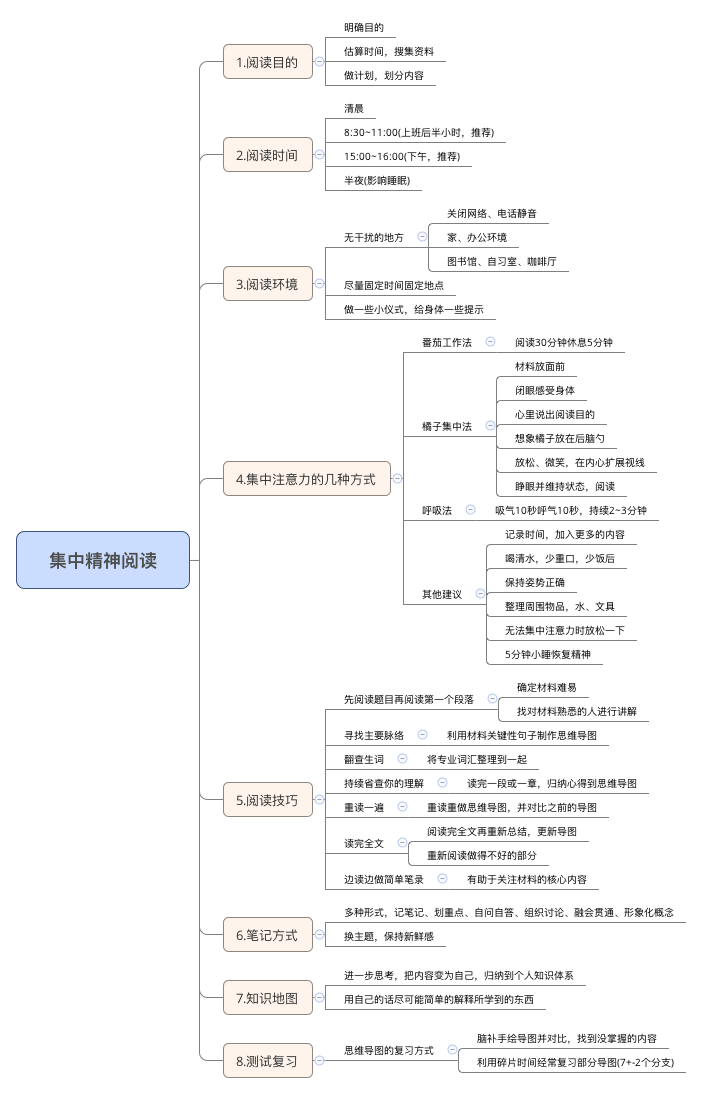 集中精神阅读
1.阅读目的
明确目的
估算时间，搜集资料
做计划，划分内容
2.阅读时间
清晨
8:30~11:00(上班后半小时，推荐)
15:00~16:00(下午，推荐)
半夜(影响睡眠)
3.阅读环境
无干扰的地方
关闭网络、电话静音
家、办公环境
图书馆、自习室、咖啡厅
尽量固定时间固定地点
做一些小仪式，给身体一些提示
4.集中注意力的几种方式
番茄工作法
阅读30分钟休息5分钟
橘子集中法
材料放面前
闭眼感受身体
心里说出阅读目的
想象橘子放在后脑勺
放松、微笑，在内心扩展视线
睁眼并维持状态，阅读
呼吸法
吸气10秒呼气10秒，持续2~3分钟
其他建议
记录时间，加入更多的内容
喝清水，少重口，少饭后
保持姿势正确
整理周围物品，水、文具
无法集中注意力时放松一下
5分钟小睡恢复精神
5.阅读技巧
先阅读题目再阅读第一个段落
确定材料难易
找对材料熟悉的人进行讲解
寻找主要脉络
利用材料关键性句子制作思维导图
翻查生词
将专业词汇整理到一起
持续省查你的理解
读完一段或一章，归纳心得到思维导图
重读一遍
重读重做思维导图，并对比之前的导图
读完全文
阅读完全文再重新总结，更新导图
重新阅读做得不好的部分
边读边做简单笔录
有助于关注材料的核心内容
6.笔记方式
多种形式，记笔记、划重点、自问自答、组织讨论、融会贯通、形象化概念
换主题，保持新鲜感
7.知识地图
进一步思考，把内容变为自己，归纳到个人知识体系
用自己的话尽可能简单的解释所学到的东西
8.测试复习
思维导图的复习方式
脑补手绘导图并对比，找到没掌握的内容
利用碎片时间经常复习部分导图(7+-2个分支)